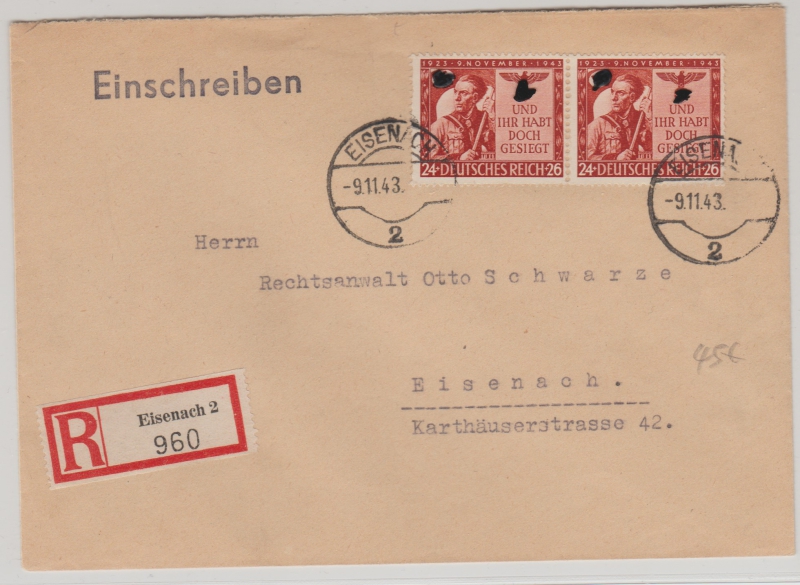 Einschreiben
1923 · 9. NOVEMBER · 1943
UND
IHR HABT
DOCH
GESIEGT
24+DEUTSCHES REICH+26
1923 · 9. NOVEMBER · 1943
UND
IHR HABT
DOCH
GESIEGT
24+DEUTSCHES REICH+26
EISENACH
-9.11.43.
2
EISEN
-9.11.43.
2
Herrn
Rechtsanwalt Otto Schwarze
Eisenach.
Karthäuserstrasse 42.
R
Eisenach 2
960
45€